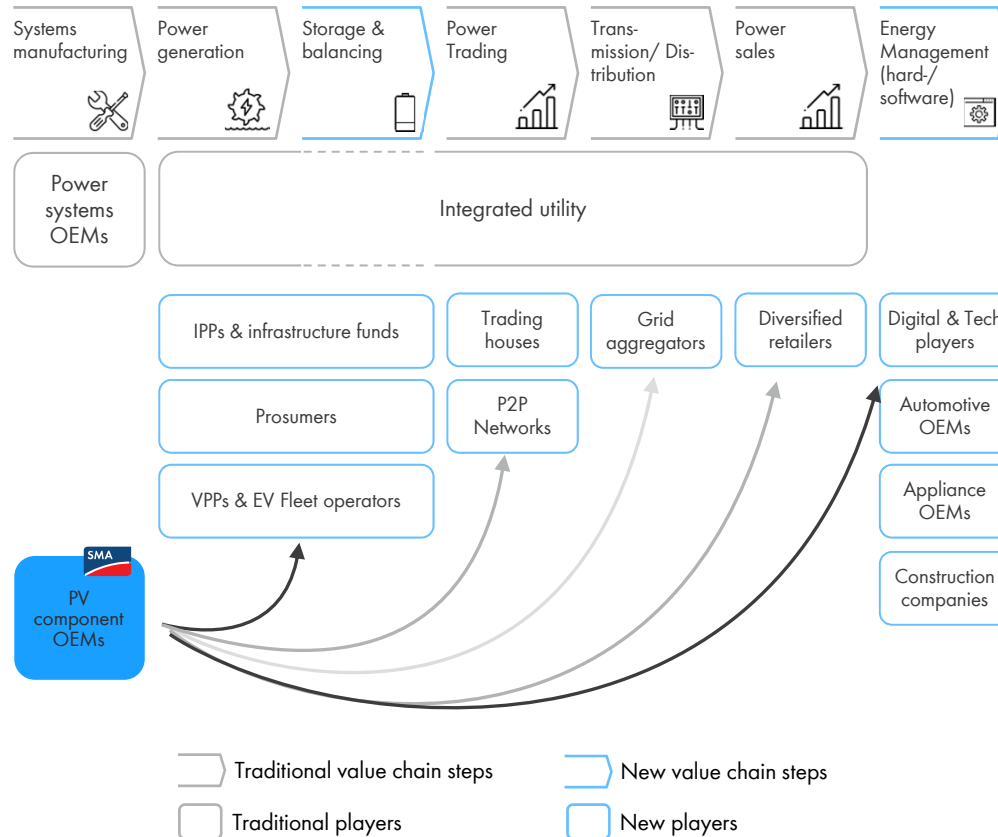 Systems
manufacturing
Power
generation
Storage &
balancing
Power
Trading
Trans-
mission/ Dis-
tribution
Power
sales
Energy
Management
(hard-/
software)
Power
systems
OEMs
Integrated utility
IPPs & infrastructure funds
Trading
houses
Grid
aggregators
Diversified
retailers
Digital & Tech
players
Prosumers
P2P
Networks
Automotive
OEMs
VPPs & EV Fleet operators
Appliance
OEMs
SMA
PV
component
OEMs
Construction
companies
Traditional value chain steps
New value chain steps
Traditional players
New players